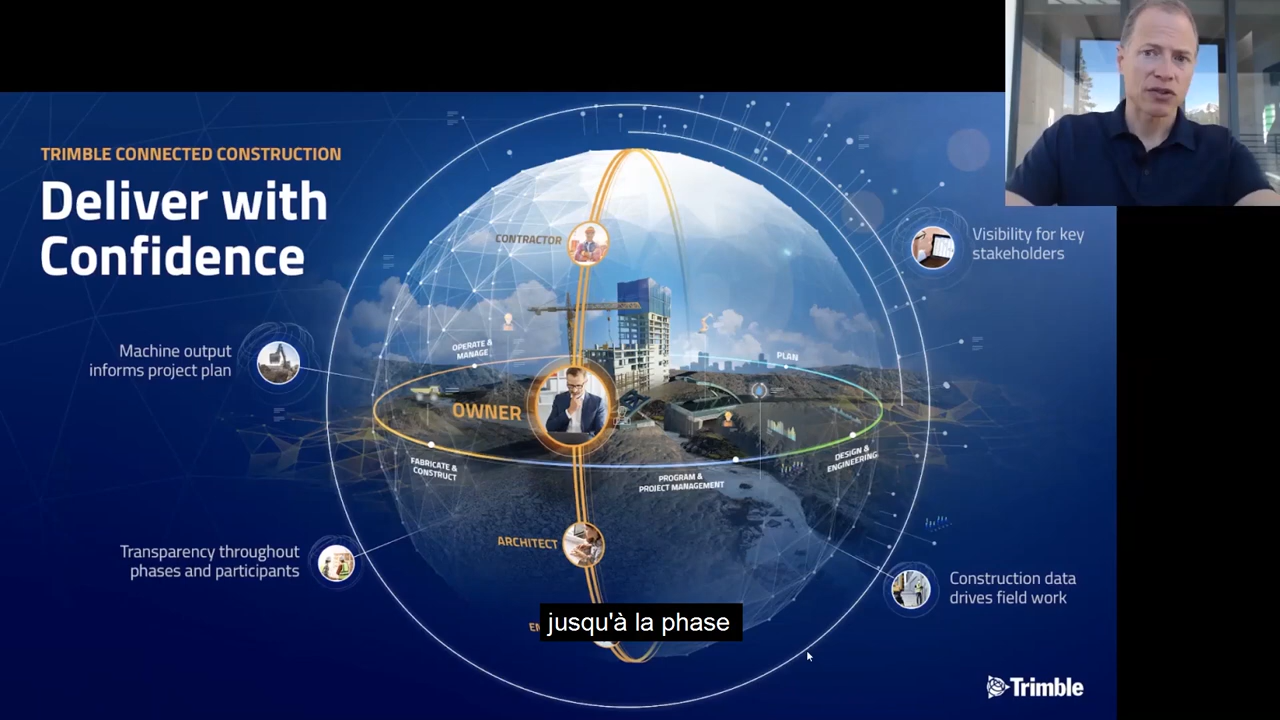 TRIMBLE CONNECTED CONSTRUCTION
Deliver with
Confidence
CONTRACTOR
Visibility for key
stakeholders
Machine output
informs project plan
OPERATE &
MANAGE
PLAN
OWNER
FABRICATE &
CONSTRUCT
PROGRAM &
PROJECT MANAGEMENT
DESIGN &
ENGINEERING
Transparency throughout
phases and participants
ARCHITECT
Construction data
drives field work
jusqu'à la phase
Trimble